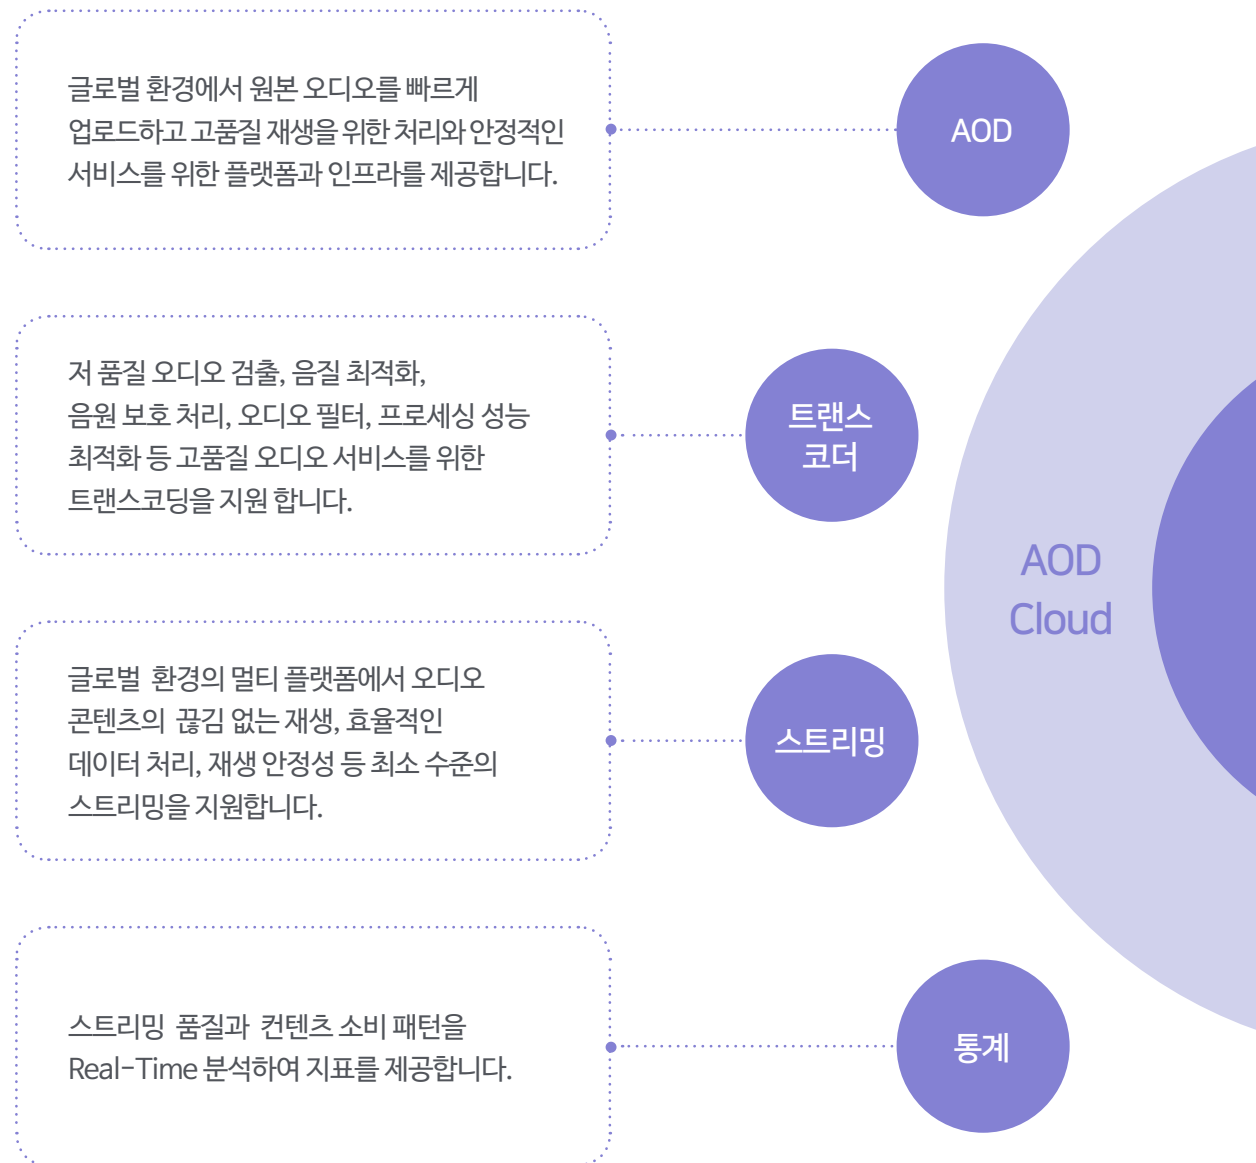 글로벌 환경에서 원본 오디오를 빠르게
업로드하고 고품질 재생을 위한 처리와 안정적인
서비스를 위한 플랫폼과 인프라를 제공합니다.
AOD
저 품질 오디오 검출, 음질 최적화,
음원 보호 처리, 오디오 필터, 프로세싱 성능
최적화 등 고품질 오디오 서비스를 위한
트랜스코딩을 지원 합니다.
트랜스
코더
AOD
Cloud
글로벌 환경의 멀티 플랫폼에서 오디오
콘텐츠의 끊김 없는 재생, 효율적인
데이터 처리, 재생 안정성 등 최소 수준의
스트리밍을 지원합니다.
스트리밍
스트리밍 품질과 컨텐츠 소비 패턴을
Real-Time 분석하여 지표를 제공합니다.
통계